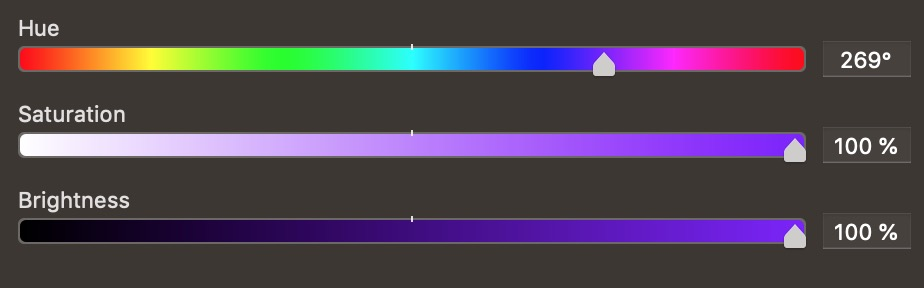 Hue
269°
Saturation
100 %
Brightness
100 %